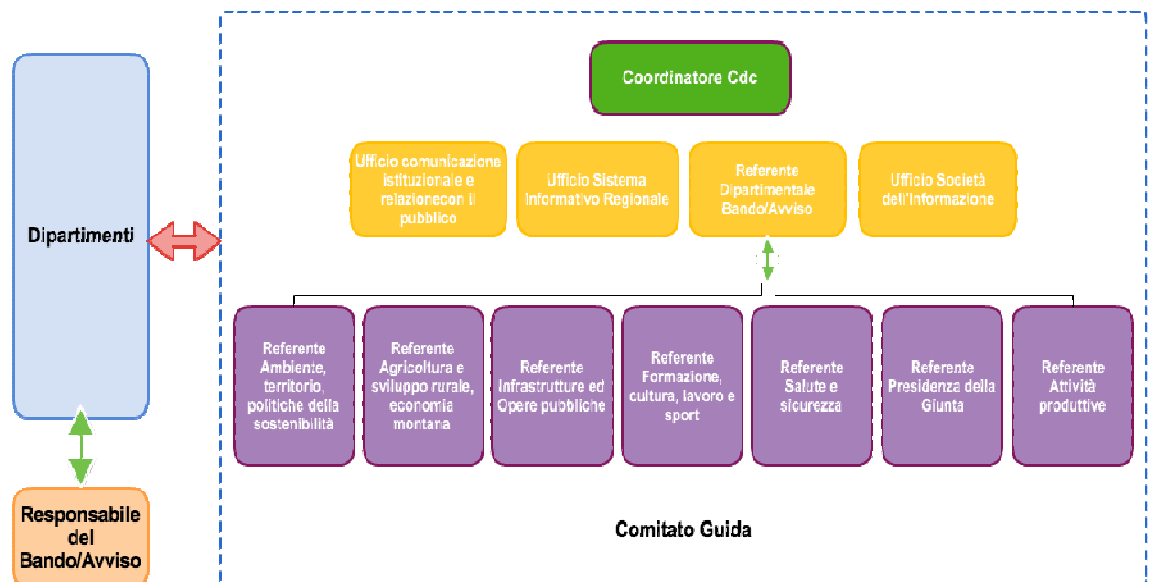 Coordinatore Cdc
Ufficio comunicazione
istituzionale e
relazionecon il
pubblico
Ufficio Sistema
Informativo Regionale
Referente
Dipartimentale
Bando/Avviso
Ufficio Società
dell'Informazione
Dipartimenti
Referente
Ambiente,
territorio,
politiche della
sostenibilità
Referente
Agricoltura e
sviluppo rurale,
economia
montana
Referente
Infrastrutture ed
Opere pubbliche
Referente
Formazione,
cultura, lavoro e
sport
Referente
Salute e
sicurezza
Referente
Presidenza della
Giunta
Referente
Attività
produttive
Responsabile
del
Bando/Avviso
Comitato Guida